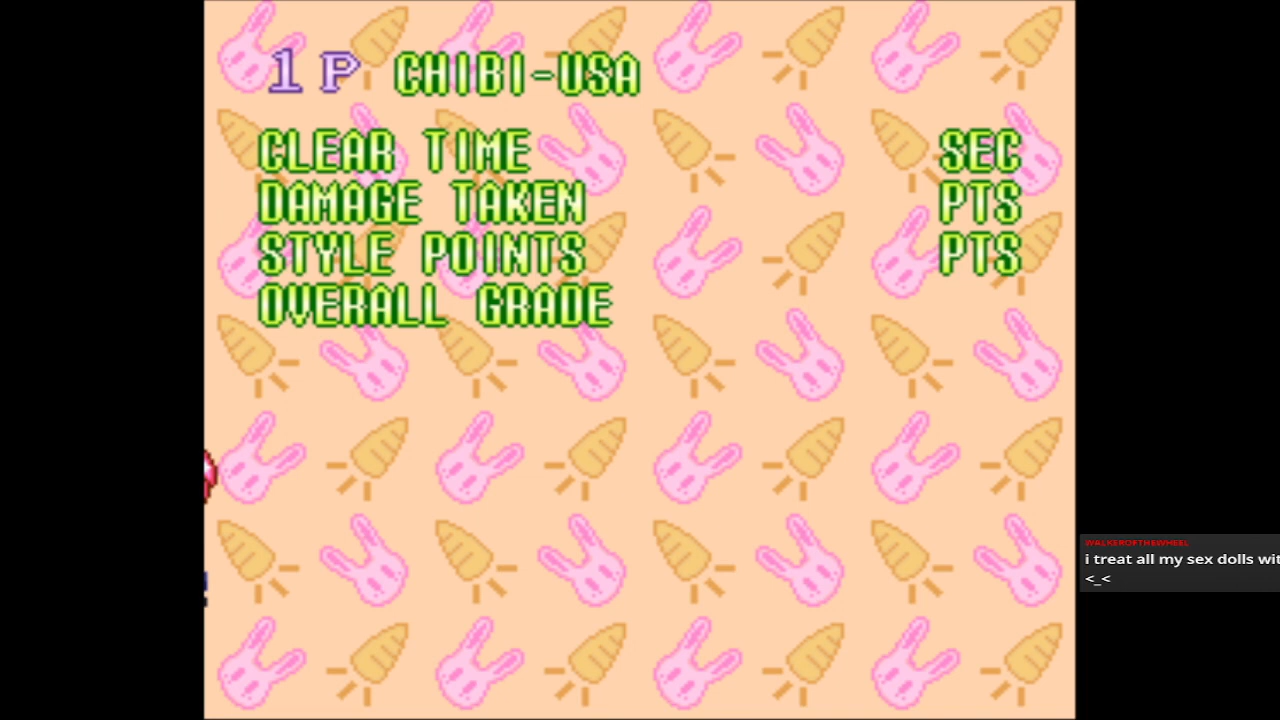 1P CHIBI-USA
CLEAR TIME SEC
DAMAGE TAKEN PTS
STYLE POINTS PTS
OVERALL GRADE
WALKEROFTHEWHEEL
i treat all my sex dolls wit
<_<